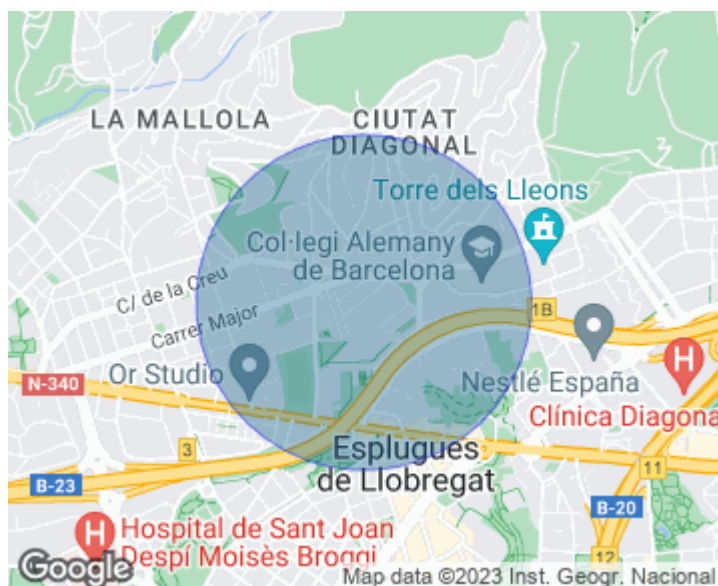 LA MALLOLA
CIUTAT
DIAGONAL
Torre dels Lleons
Col·legi Alemany
de Barcelona
C/ de la Creu
Carrer Major
1B
Or Studio
N-340
Nestlé España
Clínica Diagona
3
Esplugues
de Llobregat
2
11
B-23
B-20
Hospital de Sant Joan
Despí Moisès Broggi
12
Google
Map data ©2023 Inst. Geogr. Nacional